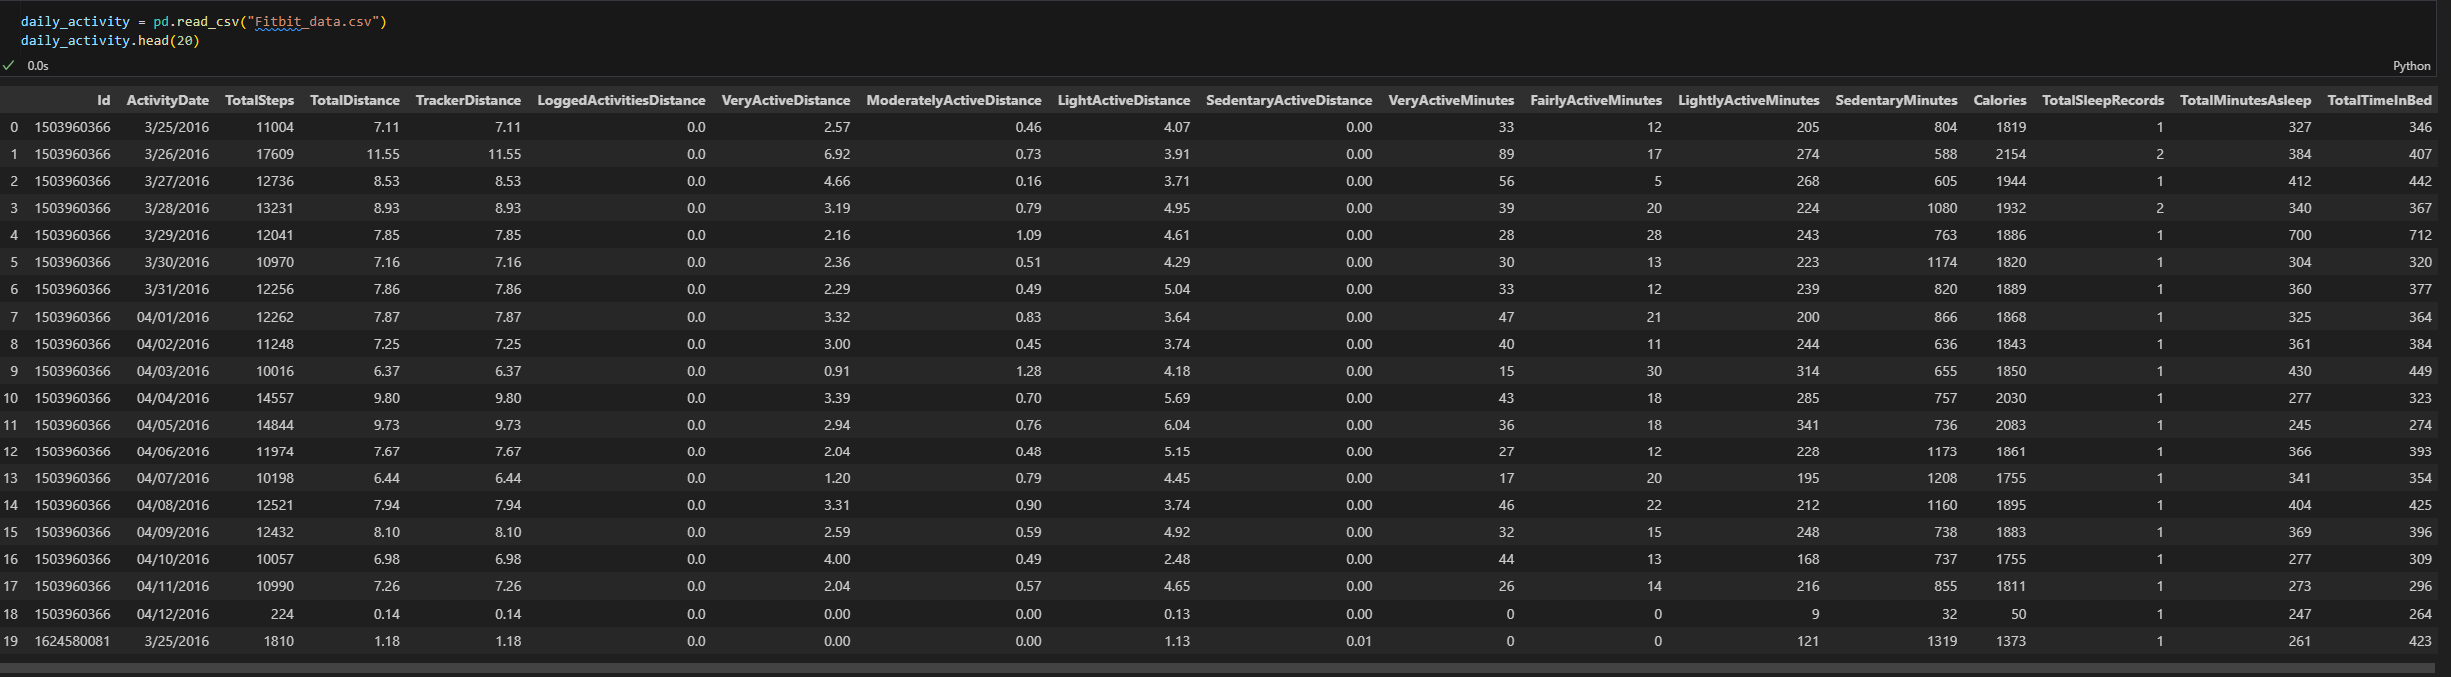 daily_activity = pd.read_csv("Fitbit_data.csv")
daily_activity.head(20)
0.0s
Python
Id ActivityDate TotalSteps TotalDistance TrackerDistance LoggedActivitiesDistance VeryActiveDistance ModeratelyActiveDistance LightActiveDistance SedentaryActiveDistance VeryActiveMinutes FairlyActiveMinutes LightlyActiveMinutes SedentaryMinutes Calories TotalSleepRecords TotalMinutesAsleep TotalTimeInBed
0 1503960366 3/25/2016 11004 7.11 7.11 0.0 2.57 0.46 4.07 0.00 33 12 205 804 1819 1 327 346
1 1503960366 3/26/2016 17609 11.55 11.55 0.0 6.92 0.73 3.91 0.00 89 17 274 588 2154 2 384 407
2 1503960366 3/27/2016 12736 8.53 8.53 0.0 4.66 0.16 3.71 0.00 56 5 268 605 1944 1 412 442
3 1503960366 3/28/2016 13231 8.93 8.93 0.0 3.19 0.79 4.95 0.00 39 20 224 1080 1932 2 340 367
4 1503960366 3/29/2016 12041 7.85 7.85 0.0 2.16 1.09 4.61 0.00 28 28 243 763 1886 1 700 712
5 1503960366 3/30/2016 10970 7.16 7.16 0.0 2.36 0.51 4.29 0.00 30 13 223 1174 1820 1 304 320
6 1503960366 3/31/2016 12256 7.86 7.86 0.0 2.29 0.49 5.04 0.00 33 12 239 820 1889 1 360 377
7 1503960366 04/01/2016 12262 7.87 7.87 0.0 3.32 0.83 3.64 0.00 47 21 200 866 1868 1 325 364
8 1503960366 04/02/2016 11248 7.25 7.25 0.0 3.00 0.45 3.74 0.00 40 11 244 636 1843 1 361 384
9 1503960366 04/03/2016 10016 6.37 6.37 0.0 0.91 1.28 4.18 0.00 15 30 314 655 1850 1 430 449
10 1503960366 04/04/2016 14557 9.80 9.80 0.0 3.39 0.70 5.69 0.00 43 18 285 757 2030 1 277 323
11 1503960366 04/05/2016 14844 9.73 9.73 0.0 2.94 0.76 6.04 0.00 36 18 341 736 2083 1 245 274
12 1503960366 04/06/2016 11974 7.67 7.67 0.0 2.04 0.48 5.15 0.00 27 12 228 1173 1861 1 366 393
13 1503960366 04/07/2016 10198 6.44 6.44 0.0 1.20 0.79 4.45 0.00 17 20 195 1208 1755 1 341 354
14 1503960366 04/08/2016 12521 7.94 7.94 0.0 3.31 0.90 3.74 0.00 46 22 212 1160 1895 1 404 425
15 1503960366 04/09/2016 12432 8.10 8.10 0.0 2.59 0.59 4.92 0.00 32 15 248 738 1883 1 369 396
16 1503960366 04/10/2016 10057 6.98 6.98 0.0 4.00 0.49 2.48 0.00 44 13 168 737 1755 1 277 309
17 1503960366 04/11/2016 10990 7.26 7.26 0.0 2.04 0.57 4.65 0.00 26 14 216 855 1811 1 273 296
18 1503960366 04/12/2016 224 0.14 0.14 0.0 0.00 0.00 0.13 0.00 0 0 9 32 50 1 247 264
19 1624580081 3/25/2016 1810 1.18 1.18 0.0 0.00 0.00 1.13 0.01 0 0 121 1319 1373 1 261 423